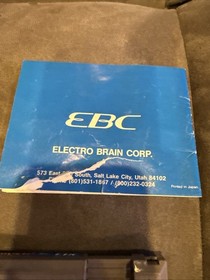 EBC
ELECTRO BRAIN CORP.
573 East South, Salt Lake City, Utah 84102
(801)531-1867 / (800)232-0324
Printed in Japan